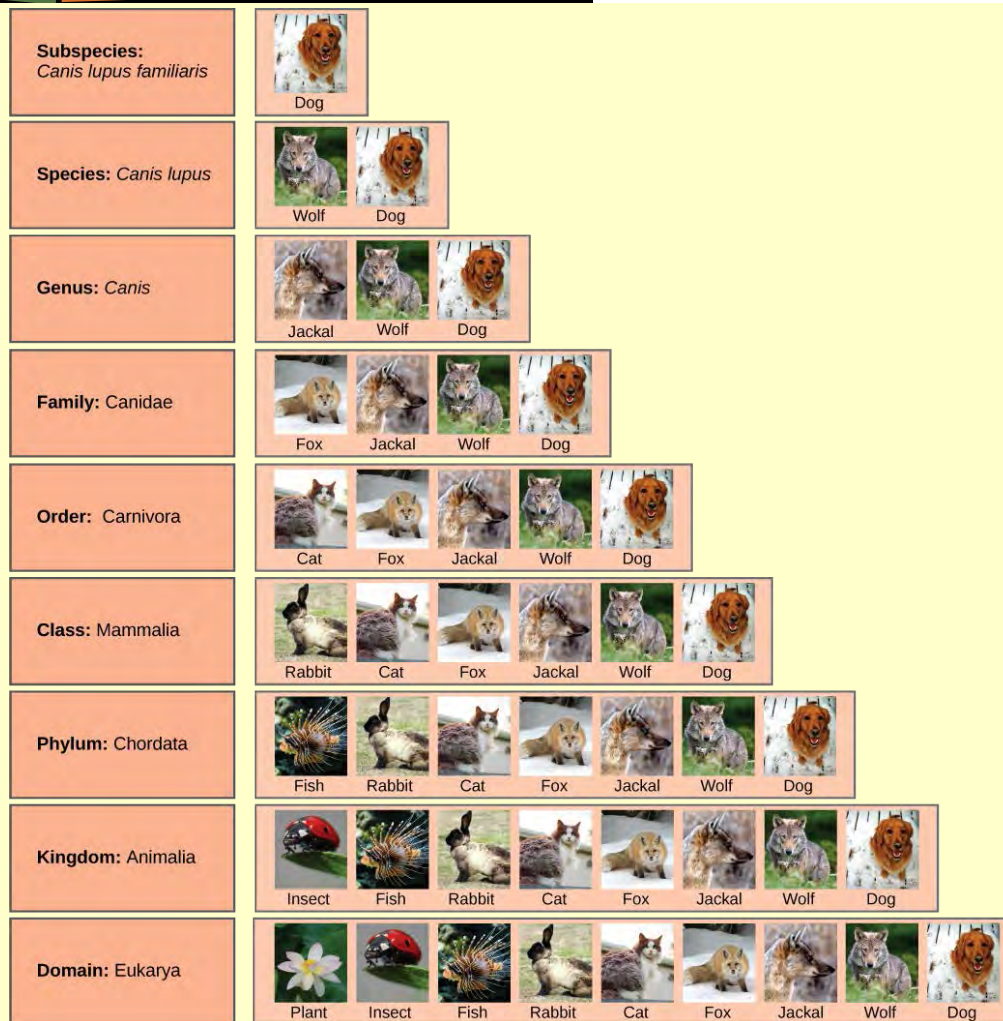 Subspecies:
Canis lupus familiaris
Dog
Species: Canis lupus
Wolf Dog
Genus: Canis
Jackal Wolf Dog
Family: Canidae
Fox Jackal Wolf Dog
Order: Carnivora
Cat Fox Jackal Wolf Dog
Class: Mammalia
Rabbit Cat Fox Jackal Wolf Dog
Phylum: Chordata
Fish Rabbit Cat Fox Jackal Wolf Dog
Kingdom: Animalia
Insect Fish Rabbit Cat Fox Jackal Wolf Dog
Domain: Eukarya
Plant Insect Fish Rabbit Cat Fox Jackal Wolf Dog